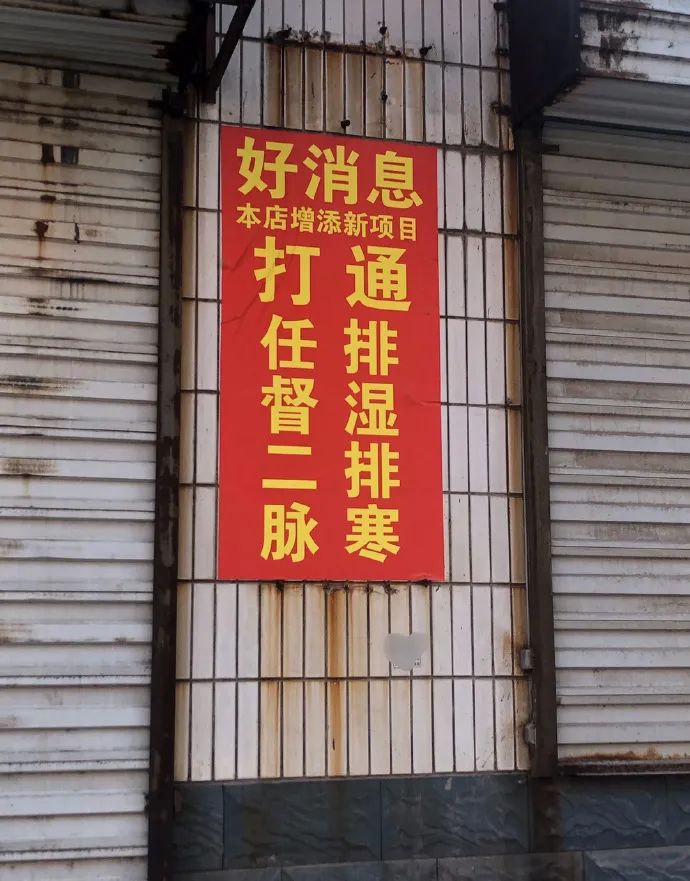 好消息
本店增添新项目
打通
任督二脉
排湿排寒